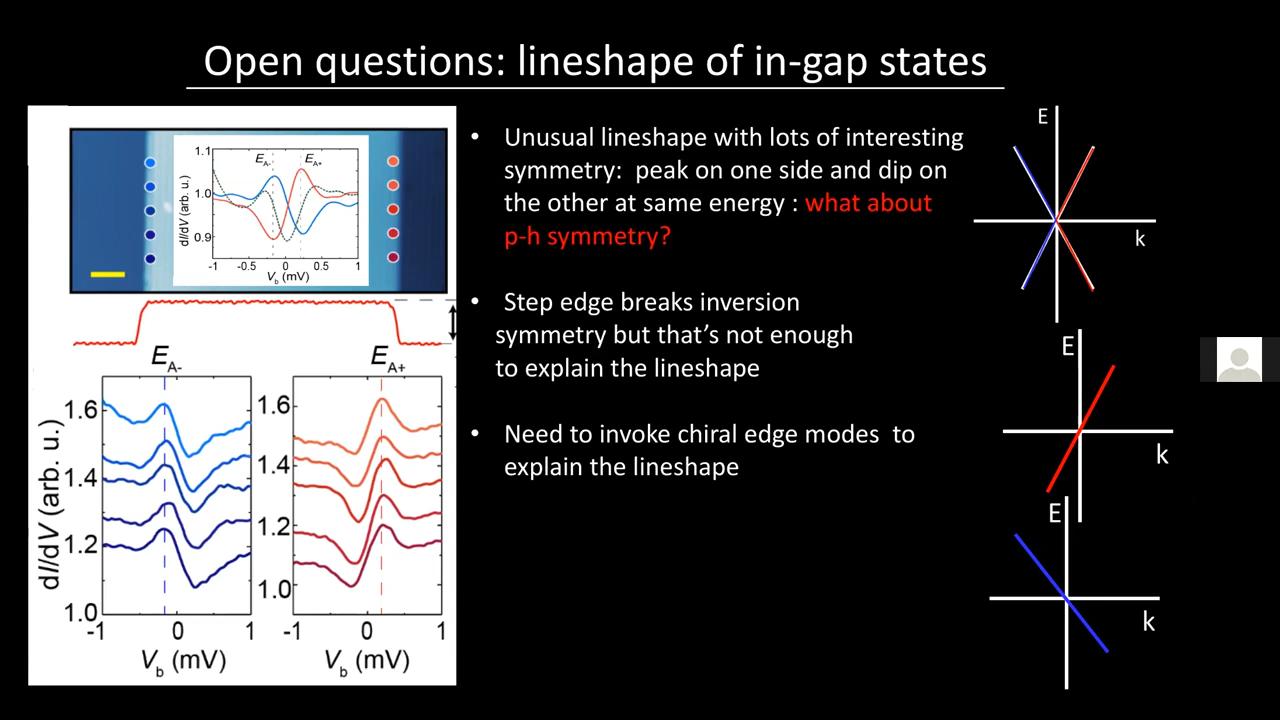 Open questions: lineshape of in-gap states
1.1
1.0
0.9
dI/dV (arb. u.)
E_A-
E_A+
-1
-0.5
0
0.5
1
V_b (mV)
E_A-
E_A+
dI/dV (arb. u.)
1.6
1.4
1.2
1.0
-1
0
1
V_b (mV)
1.6
1.4
1.2
1.0
-1
0
1
V_b (mV)
• Unusual lineshape with lots of interesting
symmetry: peak on one side and dip on
the other at same energy : what about
p-h symmetry?
• Step edge breaks inversion
symmetry but that's not enough
to explain the lineshape
• Need to invoke chiral edge modes to
explain the lineshape
E
k
E
k
E
k